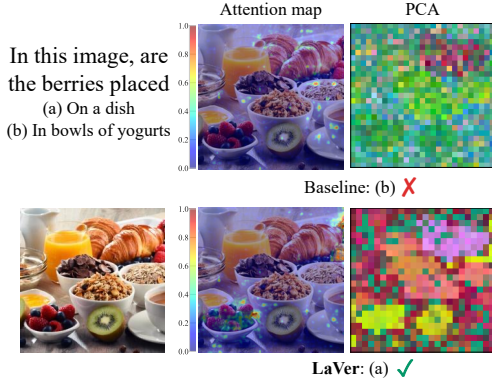 Attention map
PCA
In this image, are
the berries placed
(a) On a dish
(b) In bowls of yogurts
1.0
0.8
0.6
0.4
0.2
0.0
Baseline: (b) ✗
1.0
0.8
0.6
0.4
0.2
0.0
LaVer: (a) ✓